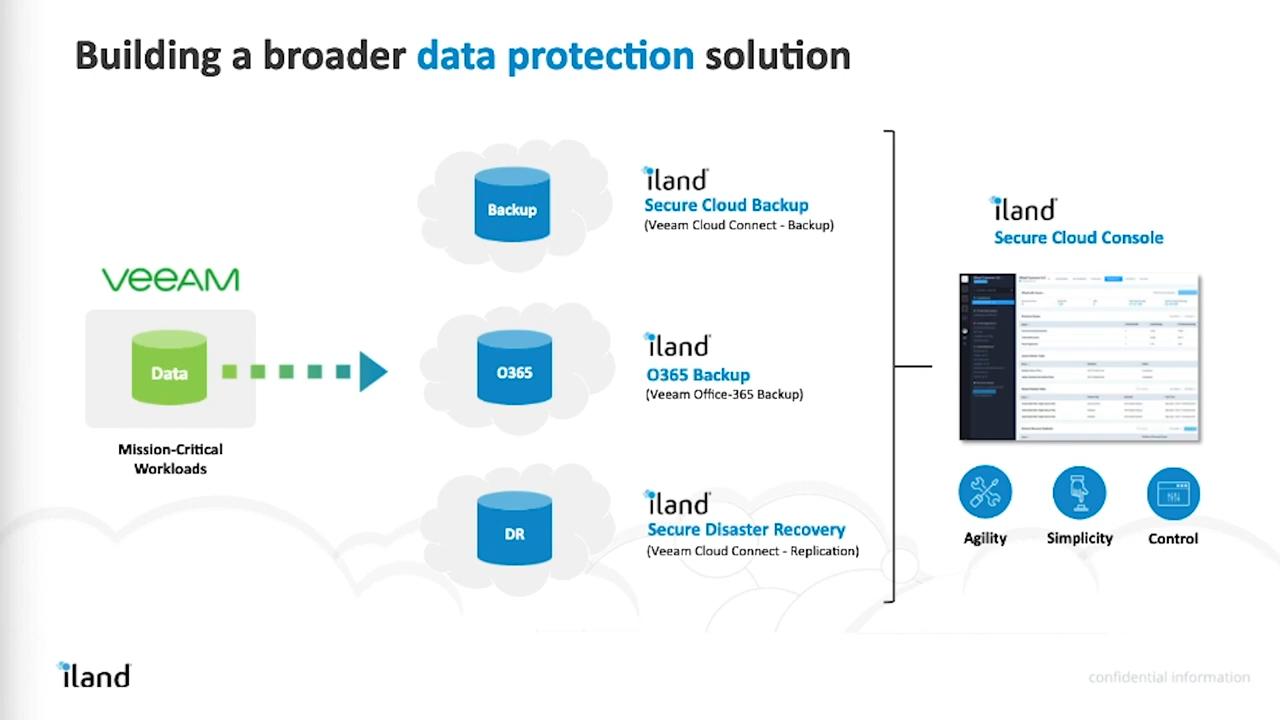 Building a broader data protection solution
VEEAM
Data
Mission-Critical
Workloads
Backup
iland
Secure Cloud Backup
(Veeam Cloud Connect - Backup)
O365
iland
O365 Backup
(Veeam Office-365 Backup)
DR
iland
Secure Disaster Recovery
(Veeam Cloud Connect - Replication)
iland
Secure Cloud Console
Agility
Simplicity
Control
iland
confidential information